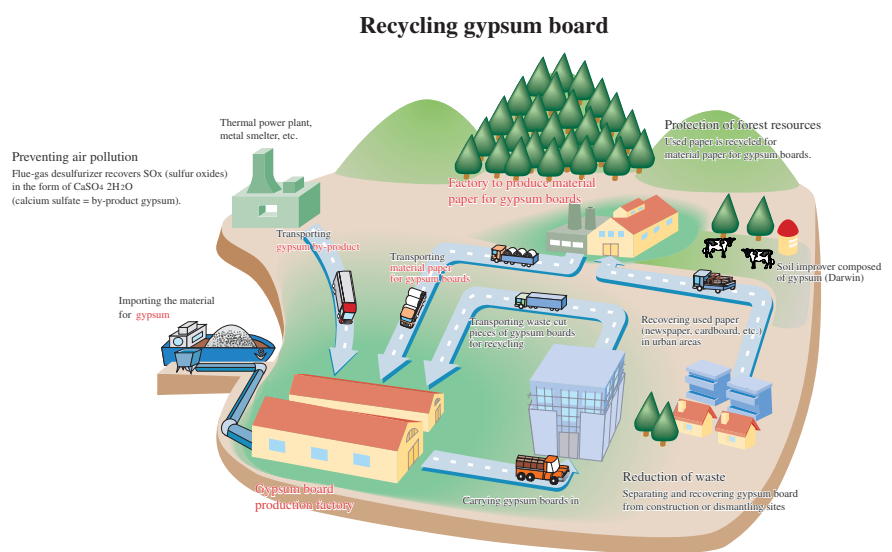 Recycling gypsum board
Thermal power plant,
metal smelter, etc.
Preventing air pollution
Flue-gas desulfurizer recovers SOx (sulfur oxides)
in the form of CaSO4 2H2O
(calcium sulfate = by-product gypsum).
Protection of forest resources
Used paper is recycled for
material paper for gypsum boards.
Factory to produce material
paper for gypsum boards
Transporting
gypsum by-product
Transporting
material paper
for gypsum boards
Soil improver composed
of gypsum (Darwin)
Importing the material
for gypsum
Transporting waste cut
pieces of gypsum boards
for recycling
Recovering used paper
(newspaper, cardboard, etc.)
in urban areas
Gypsum board
production factory
Carrying gypsum boards in
Reduction of waste
Separating and recovering gypsum board
from construction or dismantling sites